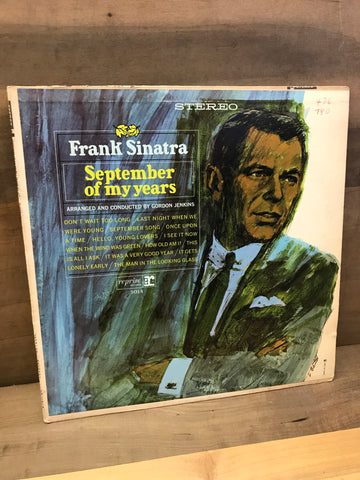 STEREO
Frank Sinatra
September
of my years
ARRANGED AND CONDUCTED BY GORDON JENKINS
DON'T WAIT TOO LONG / LAST NIGHT WHEN WE
WERE YOUNG / SEPTEMBER SONG / ONCE UPON
A TIME / HELLO, YOUNG LOVERS / I SEE IT NOW
WHEN THE WIND WAS GREEN / HOW OLD AM I? / THIS
IS ALL I ASK / IT WAS A VERY GOOD YEAR / IT GETS
LONELY EARLY / THE MAN IN THE LOOKING GLASS
reprise
1014